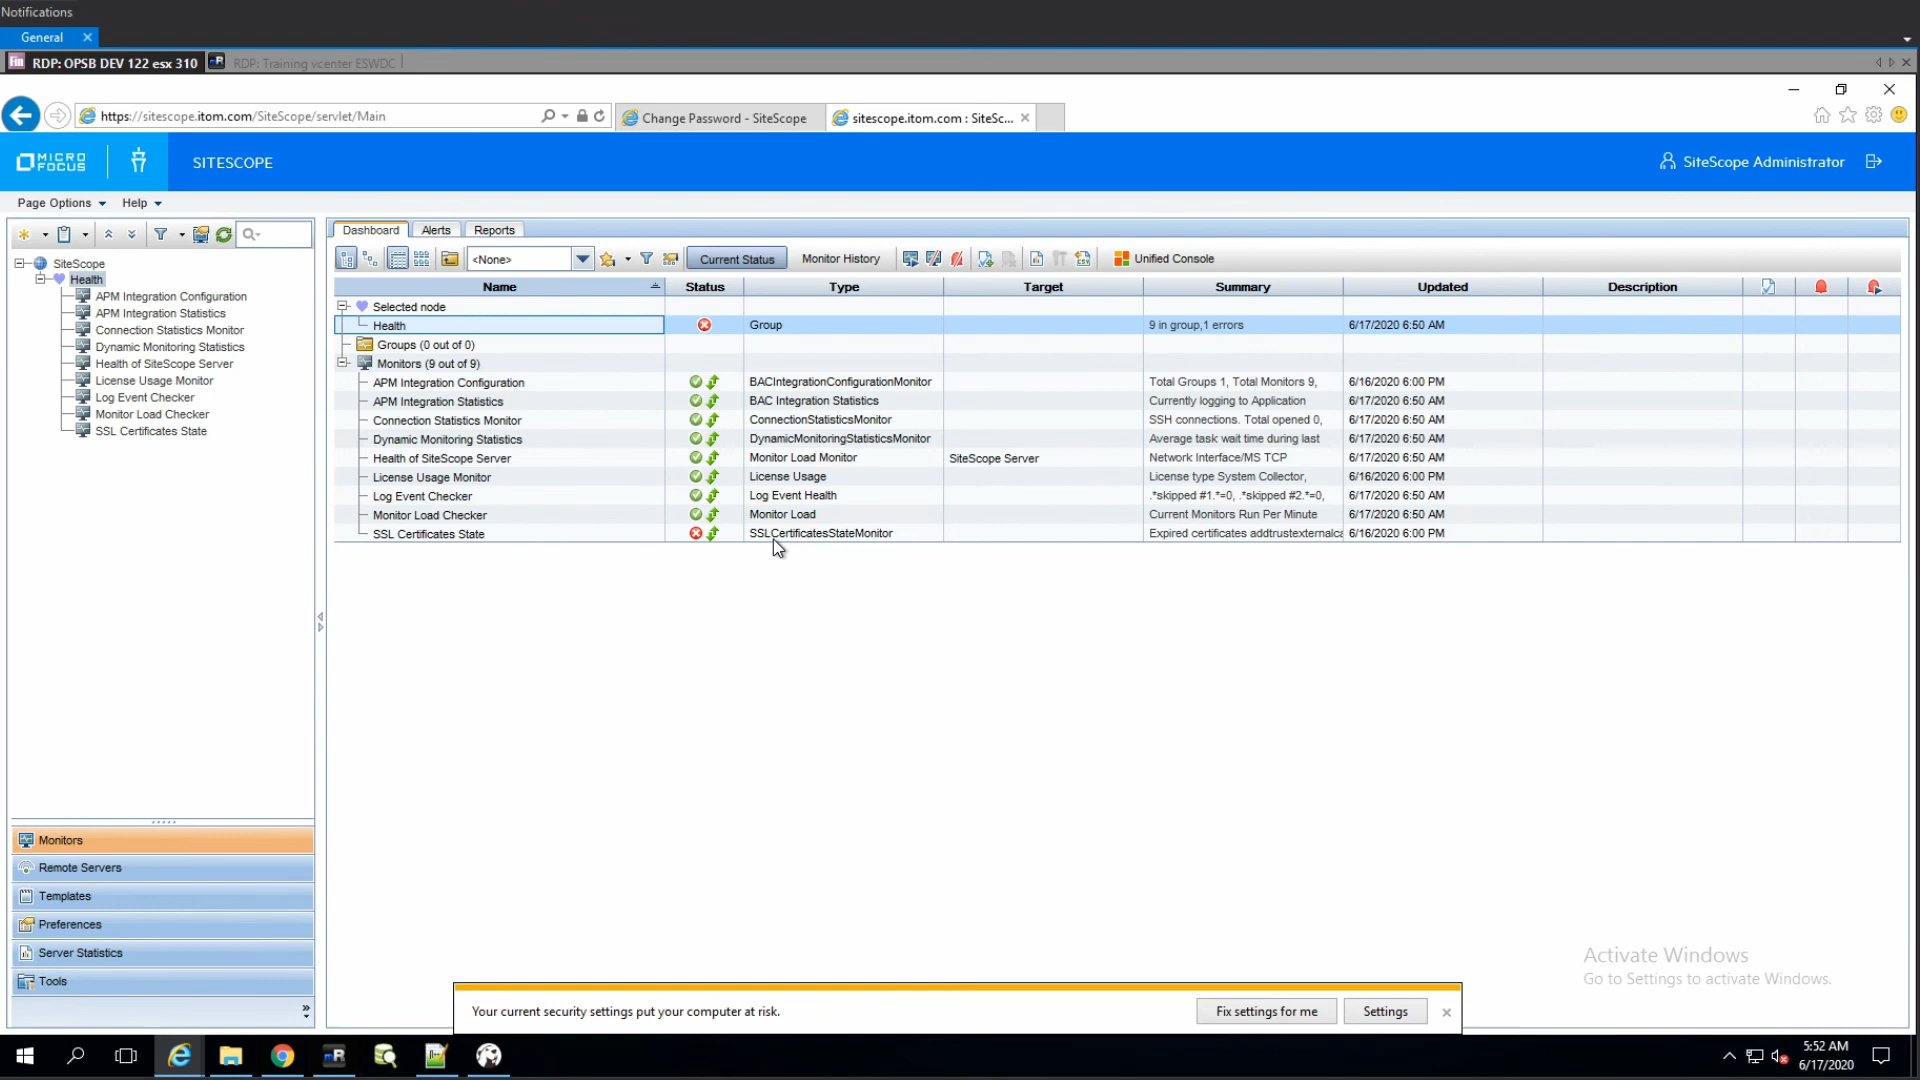 Notifications
General
RDP: OPSB DEV 122 esx 310
RDP: Training vcenter ESWDC
https://sitescope.itom.com/SiteScope/servlet/Main
Change Password - SiteScope
sitescope.itom.com : SiteSc...
MICRO FOCUS
SITESCOPE
SiteScope Administrator
Page Options
Help
SiteScope
Health
APM Integration Configuration
APM Integration Statistics
Connection Statistics Monitor
Dynamic Monitoring Statistics
Health of SiteScope Server
License Usage Monitor
Log Event Checker
Monitor Load Checker
SSL Certificates State
Monitors
Remote Servers
Templates
Preferences
Server Statistics
Tools
Dashboard Alerts Reports
<None> Current Status Monitor History Unified Console
Name Status Type Target Summary Updated Description
Selected node
Health Group 9 in group,1 errors 6/17/2020 6:50 AM
Groups (0 out of 0)
Monitors (9 out of 9)
APM Integration Configuration BACIntegrationConfigurationMonitor Total Groups 1, Total Monitors 9, 6/16/2020 6:00 PM
APM Integration Statistics BAC Integration Statistics Currently logging to Application 6/17/2020 6:50 AM
Connection Statistics Monitor ConnectionStatisticsMonitor SSH connections. Total opened 0, 6/17/2020 6:50 AM
Dynamic Monitoring Statistics DynamicMonitoringStatisticsMonitor Average task wait time during last 6/17/2020 6:50 AM
Health of SiteScope Server Monitor Load Monitor SiteScope Server Network Interface/MS TCP 6/17/2020 6:50 AM
License Usage Monitor License Usage License type System Collector, 6/16/2020 6:00 PM
Log Event Checker Log Event Health .*skipped #1.*=0, .*skipped #2.*=0, 6/17/2020 6:50 AM
Monitor Load Checker Monitor Load Current Monitors Run Per Minute 6/17/2020 6:50 AM
SSL Certificates State SSLCertificatesStateMonitor Expired certificates addtrustexternalca 6/16/2020 6:00 PM
Activate Windows
Go to Settings to activate Windows.
Your current security settings put your computer at risk. Fix settings for me Settings
5:52 AM
6/17/2020